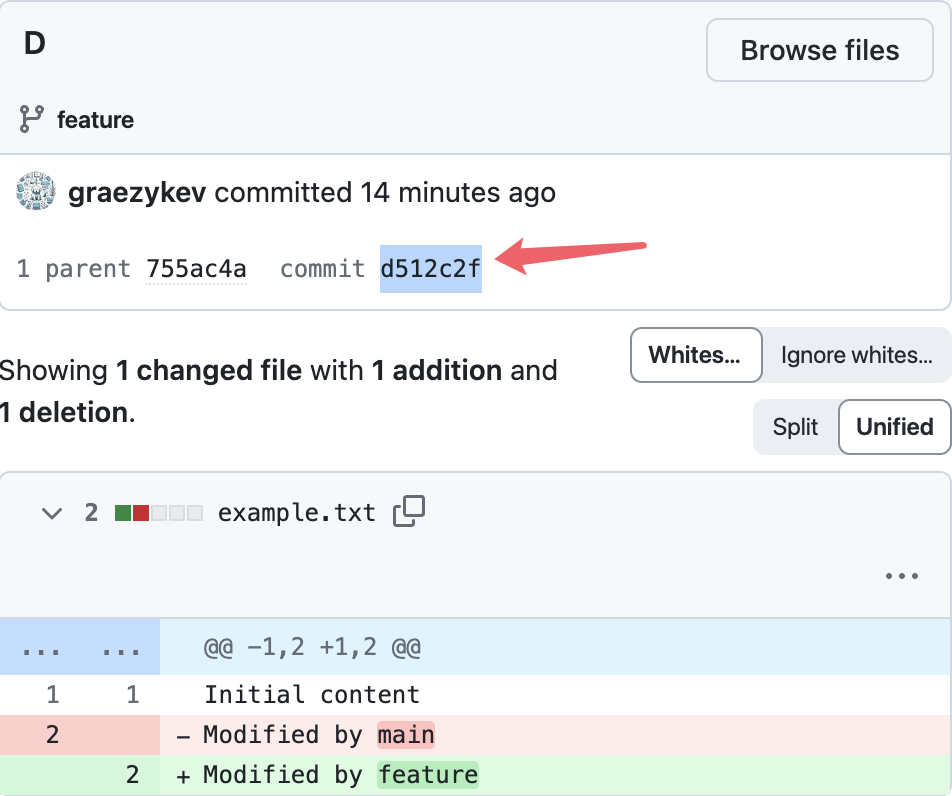 D
Browse files
feature
graezykev committed 14 minutes ago
1 parent 755ac4a commit d512c2f
Showing 1 changed file with 1 addition and
1 deletion.
Whites... Ignore whites...
Split Unified
2 example.txt
...
... ... @@ −1,2 +1,2 @@
1 1 Initial content
2 − Modified by main
2 + Modified by feature